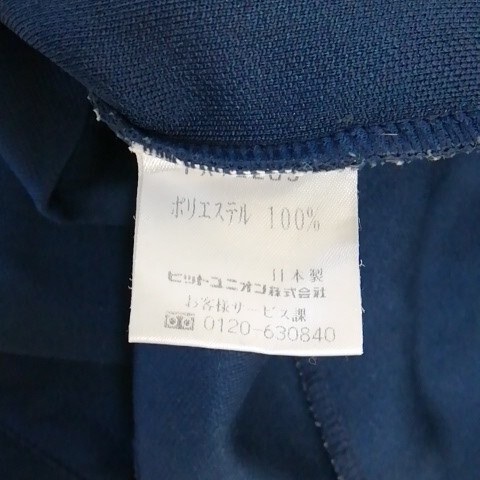 ポリエステル 100%
日本製
ヒットユニオン株式会社
お客様サービス課
0120-630840